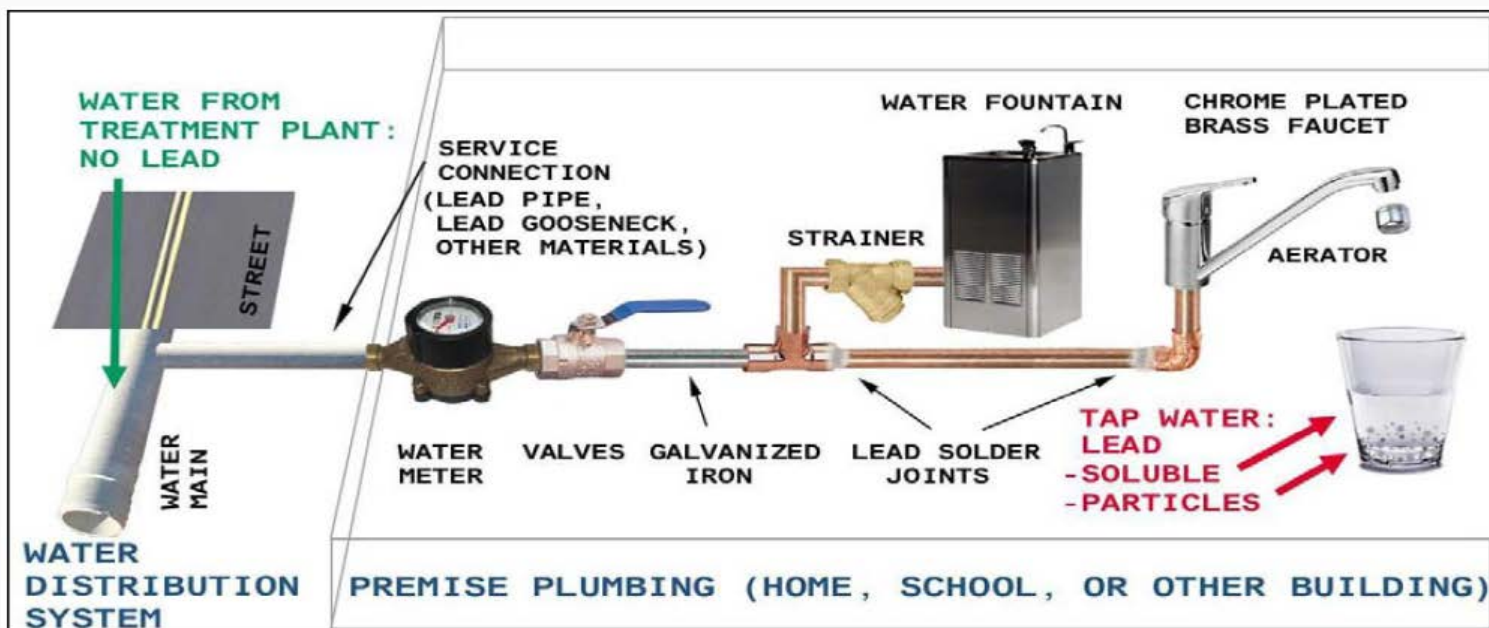 WATER FROM
TREATMENT PLANT:
NO LEAD
STREET
WATER
MAIN
SERVICE
CONNECTION
(LEAD PIPE,
LEAD GOOSENECK,
OTHER MATERIALS)
WATER FOUNTAIN
CHROME PLATED
BRASS FAUCET
STRAINER
AERATOR
WATER
METER
VALVES
GALVANIZED
IRON
LEAD SOLDER
JOINTS
TAP WATER:
LEAD
-SOLUBLE
-PARTICLES
WATER
DISTRIBUTION
SYSTEM
PREMISE PLUMBING (HOME, SCHOOL, OR OTHER BUILDING)